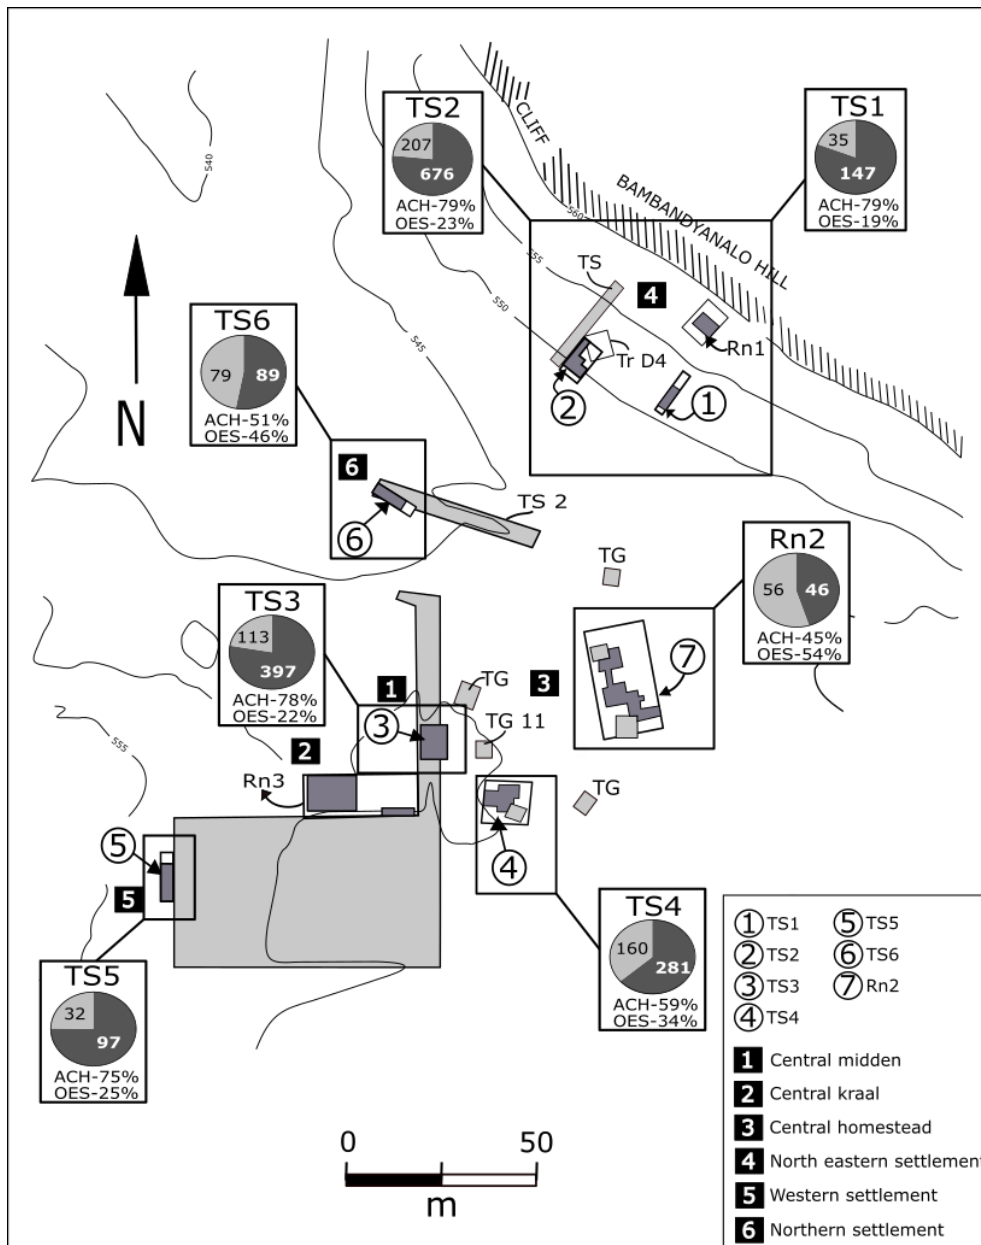 TS2
207
676
ACH-79%
OES-23%
TS1
35
147
ACH-79%
OES-19%
CLIFF
BAMBANDYANALO HILL
540
560
555
550
545
TS
4
Rn1
Tr D4
2
1
N
TS6
79
89
ACH-51%
OES-46%
6
6
TS 2
TG
Rn2
56
46
ACH-45%
OES-54%
TS3
113
397
ACH-78%
OES-22%
1
TG
3
7
3
TG 11
2
Rn3
TG
555
5
5
4
TS4
160
281
ACH-59%
OES-34%
TS5
32
97
ACH-75%
OES-25%
0 50
m
1 TS1 5 TS5
2 TS2 6 TS6
3 TS3 7 Rn2
4 TS4
1 Central midden
2 Central kraal
3 Central homestead
4 North eastern settlement
5 Western settlement
6 Northern settlement